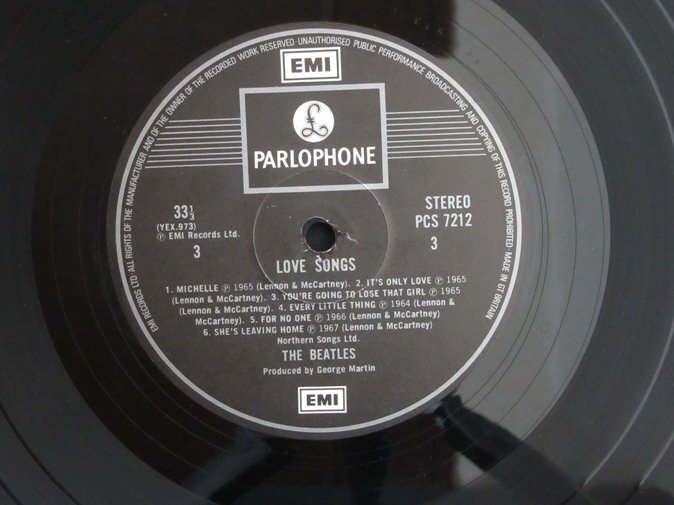 EMI RECORDS LTD·ALL RIGHTS OF THE MANUFACTURER AND OF THE OWNER OF THE RECORDED WORK RESERVED·UNAUTHORISED PUBLIC PERFORMANCE BROADCASTING AND COPYING OF THIS RECORD PROHIBITED·MADE IN GT BRITAIN
EMI
£
PARLOPHONE
33⅓
(YEX.973)
Ⓟ EMI Records Ltd.
3
STEREO
PCS 7212
3
LOVE SONGS
1. MICHELLE Ⓟ 1965 (Lennon & McCartney). 2. IT'S ONLY LOVE Ⓟ 1965
(Lennon & McCartney). 3. YOU'RE GOING TO LOSE THAT GIRL Ⓟ 1965
(Lennon & McCartney). 4. EVERY LITTLE THING Ⓟ 1964 (Lennon &
McCartney). 5. FOR NO ONE Ⓟ 1966 (Lennon & McCartney).
6. SHE'S LEAVING HOME Ⓟ 1967 (Lennon & McCartney)
Northern Songs Ltd.
THE BEATLES
Produced by George Martin
EMI